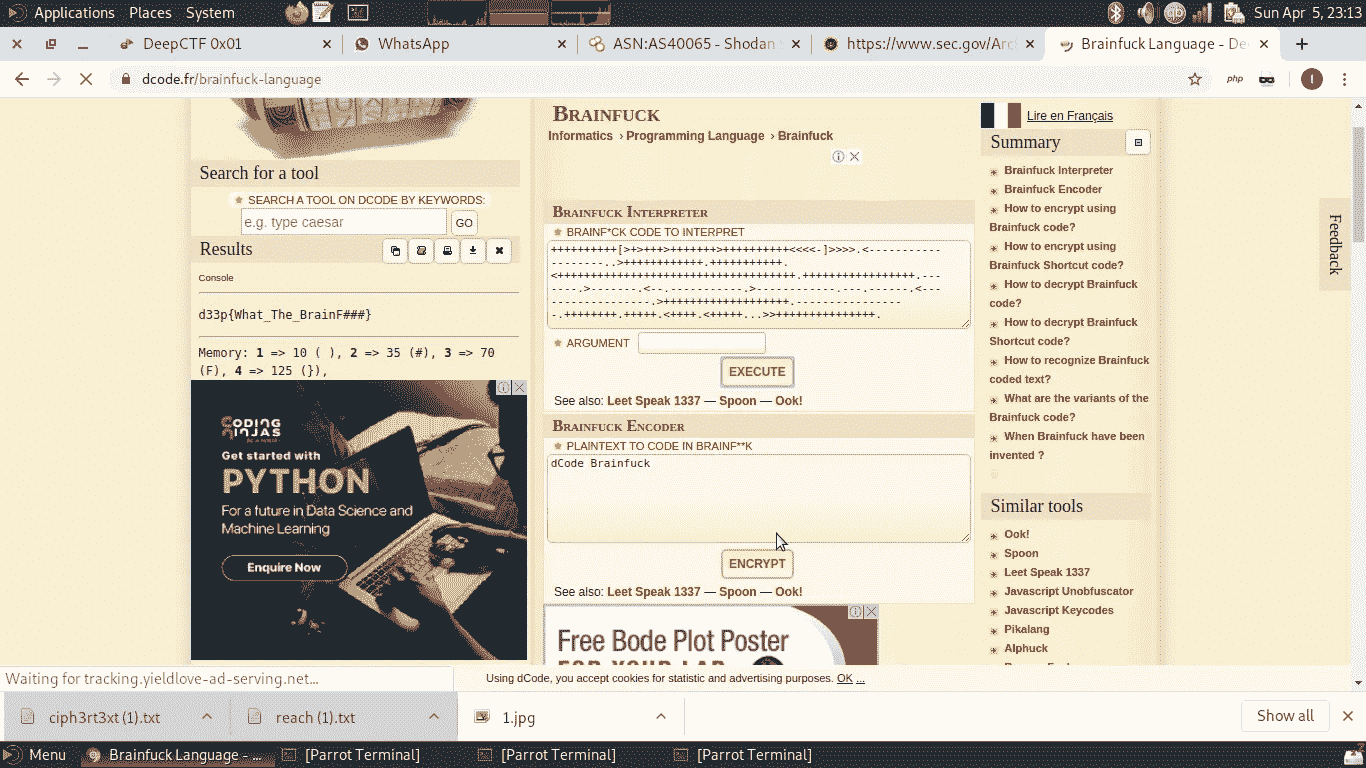 Applications Places System
Sun Apr 5, 23:13
DeepCTF 0x01
WhatsApp
ASN:AS40065 - Shodan
https://www.sec.gov/Arc
Brainfuck Language - De
dcode.fr/brainfuck-language
php
I
BRAINFUCK
Informatics › Programming Language › Brainfuck
Search for a tool
SEARCH A TOOL ON DCODE BY KEYWORDS:
e.g. type caesar
GO
Results
Console
d33p{What_The_BrainF###}
Memory: 1 => 10 ( ), 2 => 35 (#), 3 => 70
(F), 4 => 125 (}),
CODING
NINJAS
Get started with
PYTHON
For a future in Data Science and
Machine Learning
Enquire Now
BRAINFUCK INTERPRETER
BRAINF*CK CODE TO INTERPRET
ARGUMENT
EXECUTE
See also: Leet Speak 1337 — Spoon — Ook!
BRAINFUCK ENCODER
PLAINTEXT TO CODE IN BRAINF**K
dCode Brainfuck
ENCRYPT
See also: Leet Speak 1337 — Spoon — Ook!
Free Bode Plot Poster
FOR YOUR LAB
Lire en Français
Summary
Brainfuck Interpreter
Brainfuck Encoder
How to encrypt using
Brainfuck code?
How to encrypt using
Brainfuck Shortcut code?
How to decrypt Brainfuck
code?
How to decrypt Brainfuck
Shortcut code?
How to recognize Brainfuck
coded text?
What are the variants of the
Brainfuck code?
When Brainfuck have been
invented ?
Similar tools
Ook!
Spoon
Leet Speak 1337
Javascript Unobfuscator
Javascript Keycodes
Pikalang
Alphuck
Feedback
Waiting for tracking.yieldlove-ad-serving.net...
Using dCode, you accept cookies for statistic and advertising purposes. OK ...
ciph3rt3xt (1).txt
reach (1).txt
1.jpg
Show all
Menu
Brainfuck Language - ...
[Parrot Terminal]
[Parrot Terminal]
[Parrot Terminal]